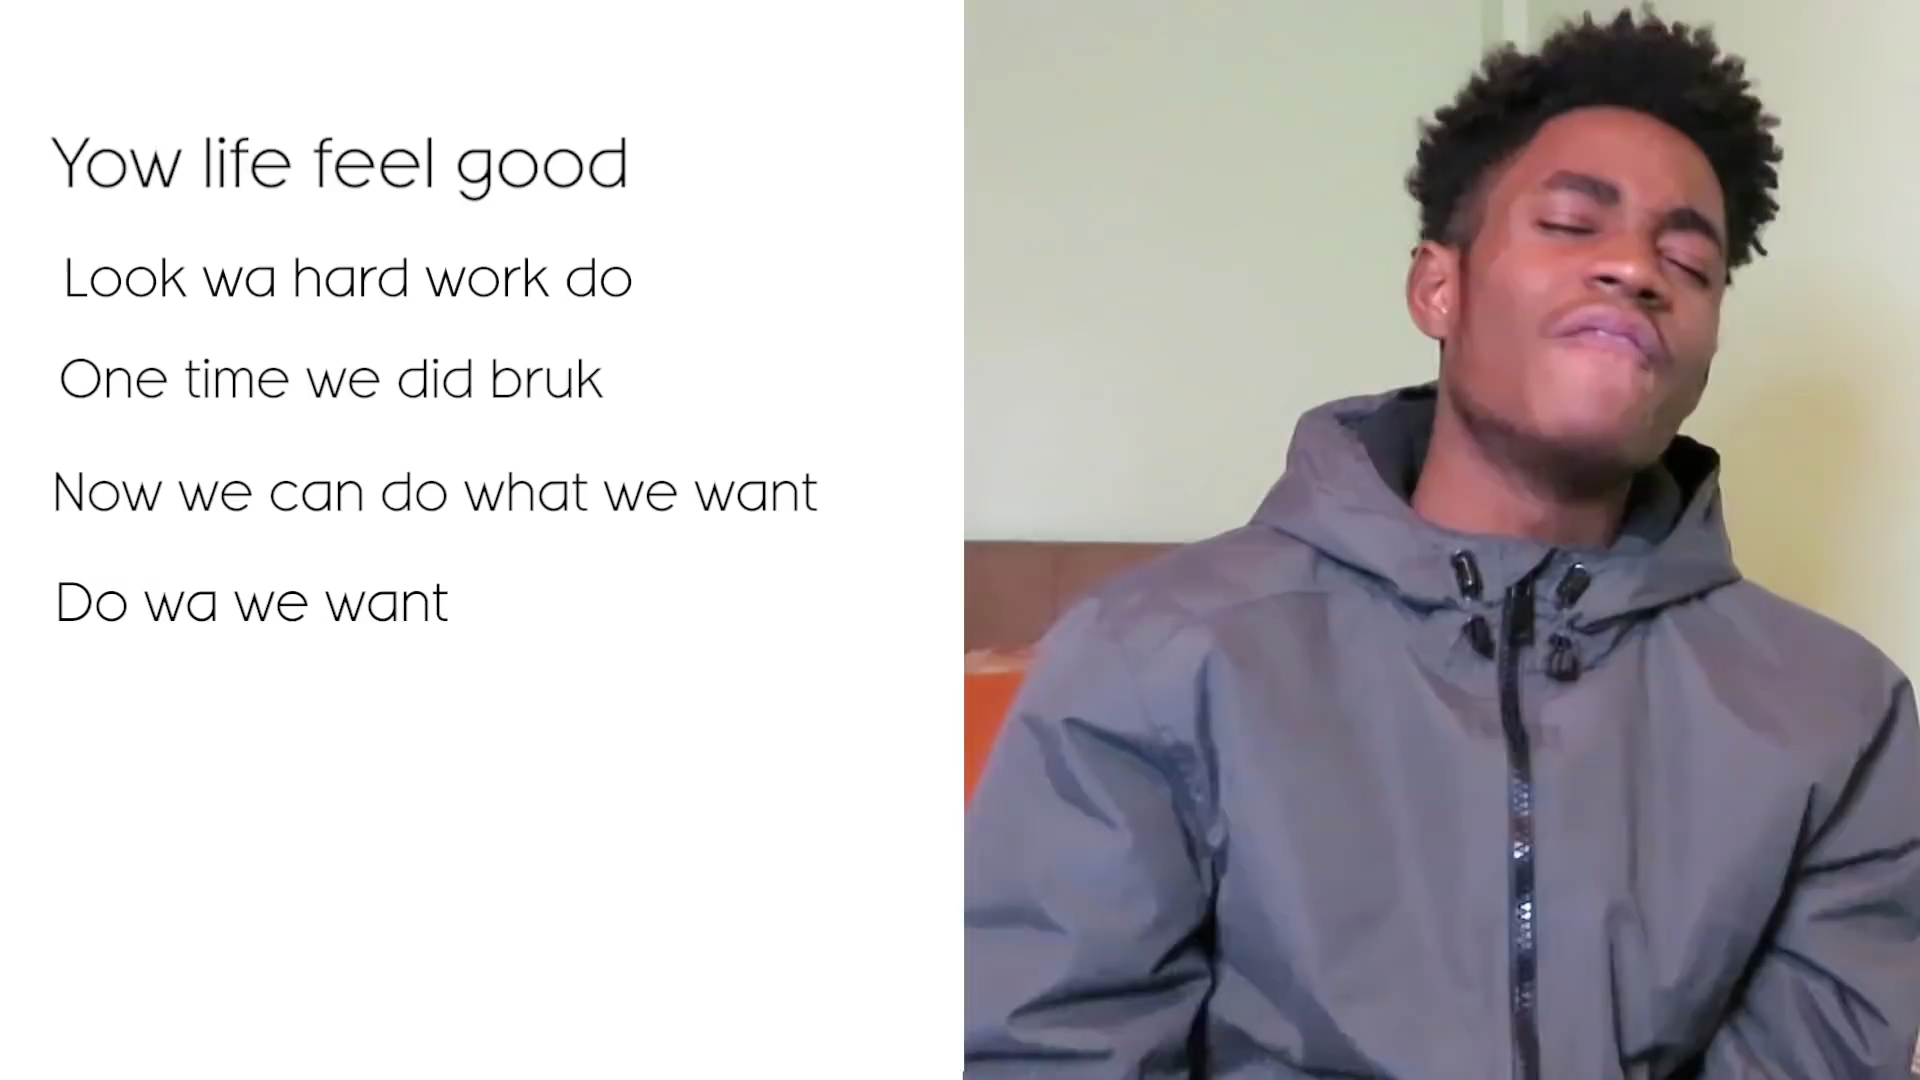 Yow life feel good
Look wa hard work do
One time we did bruk
Now we can do what we want
Do wa we want